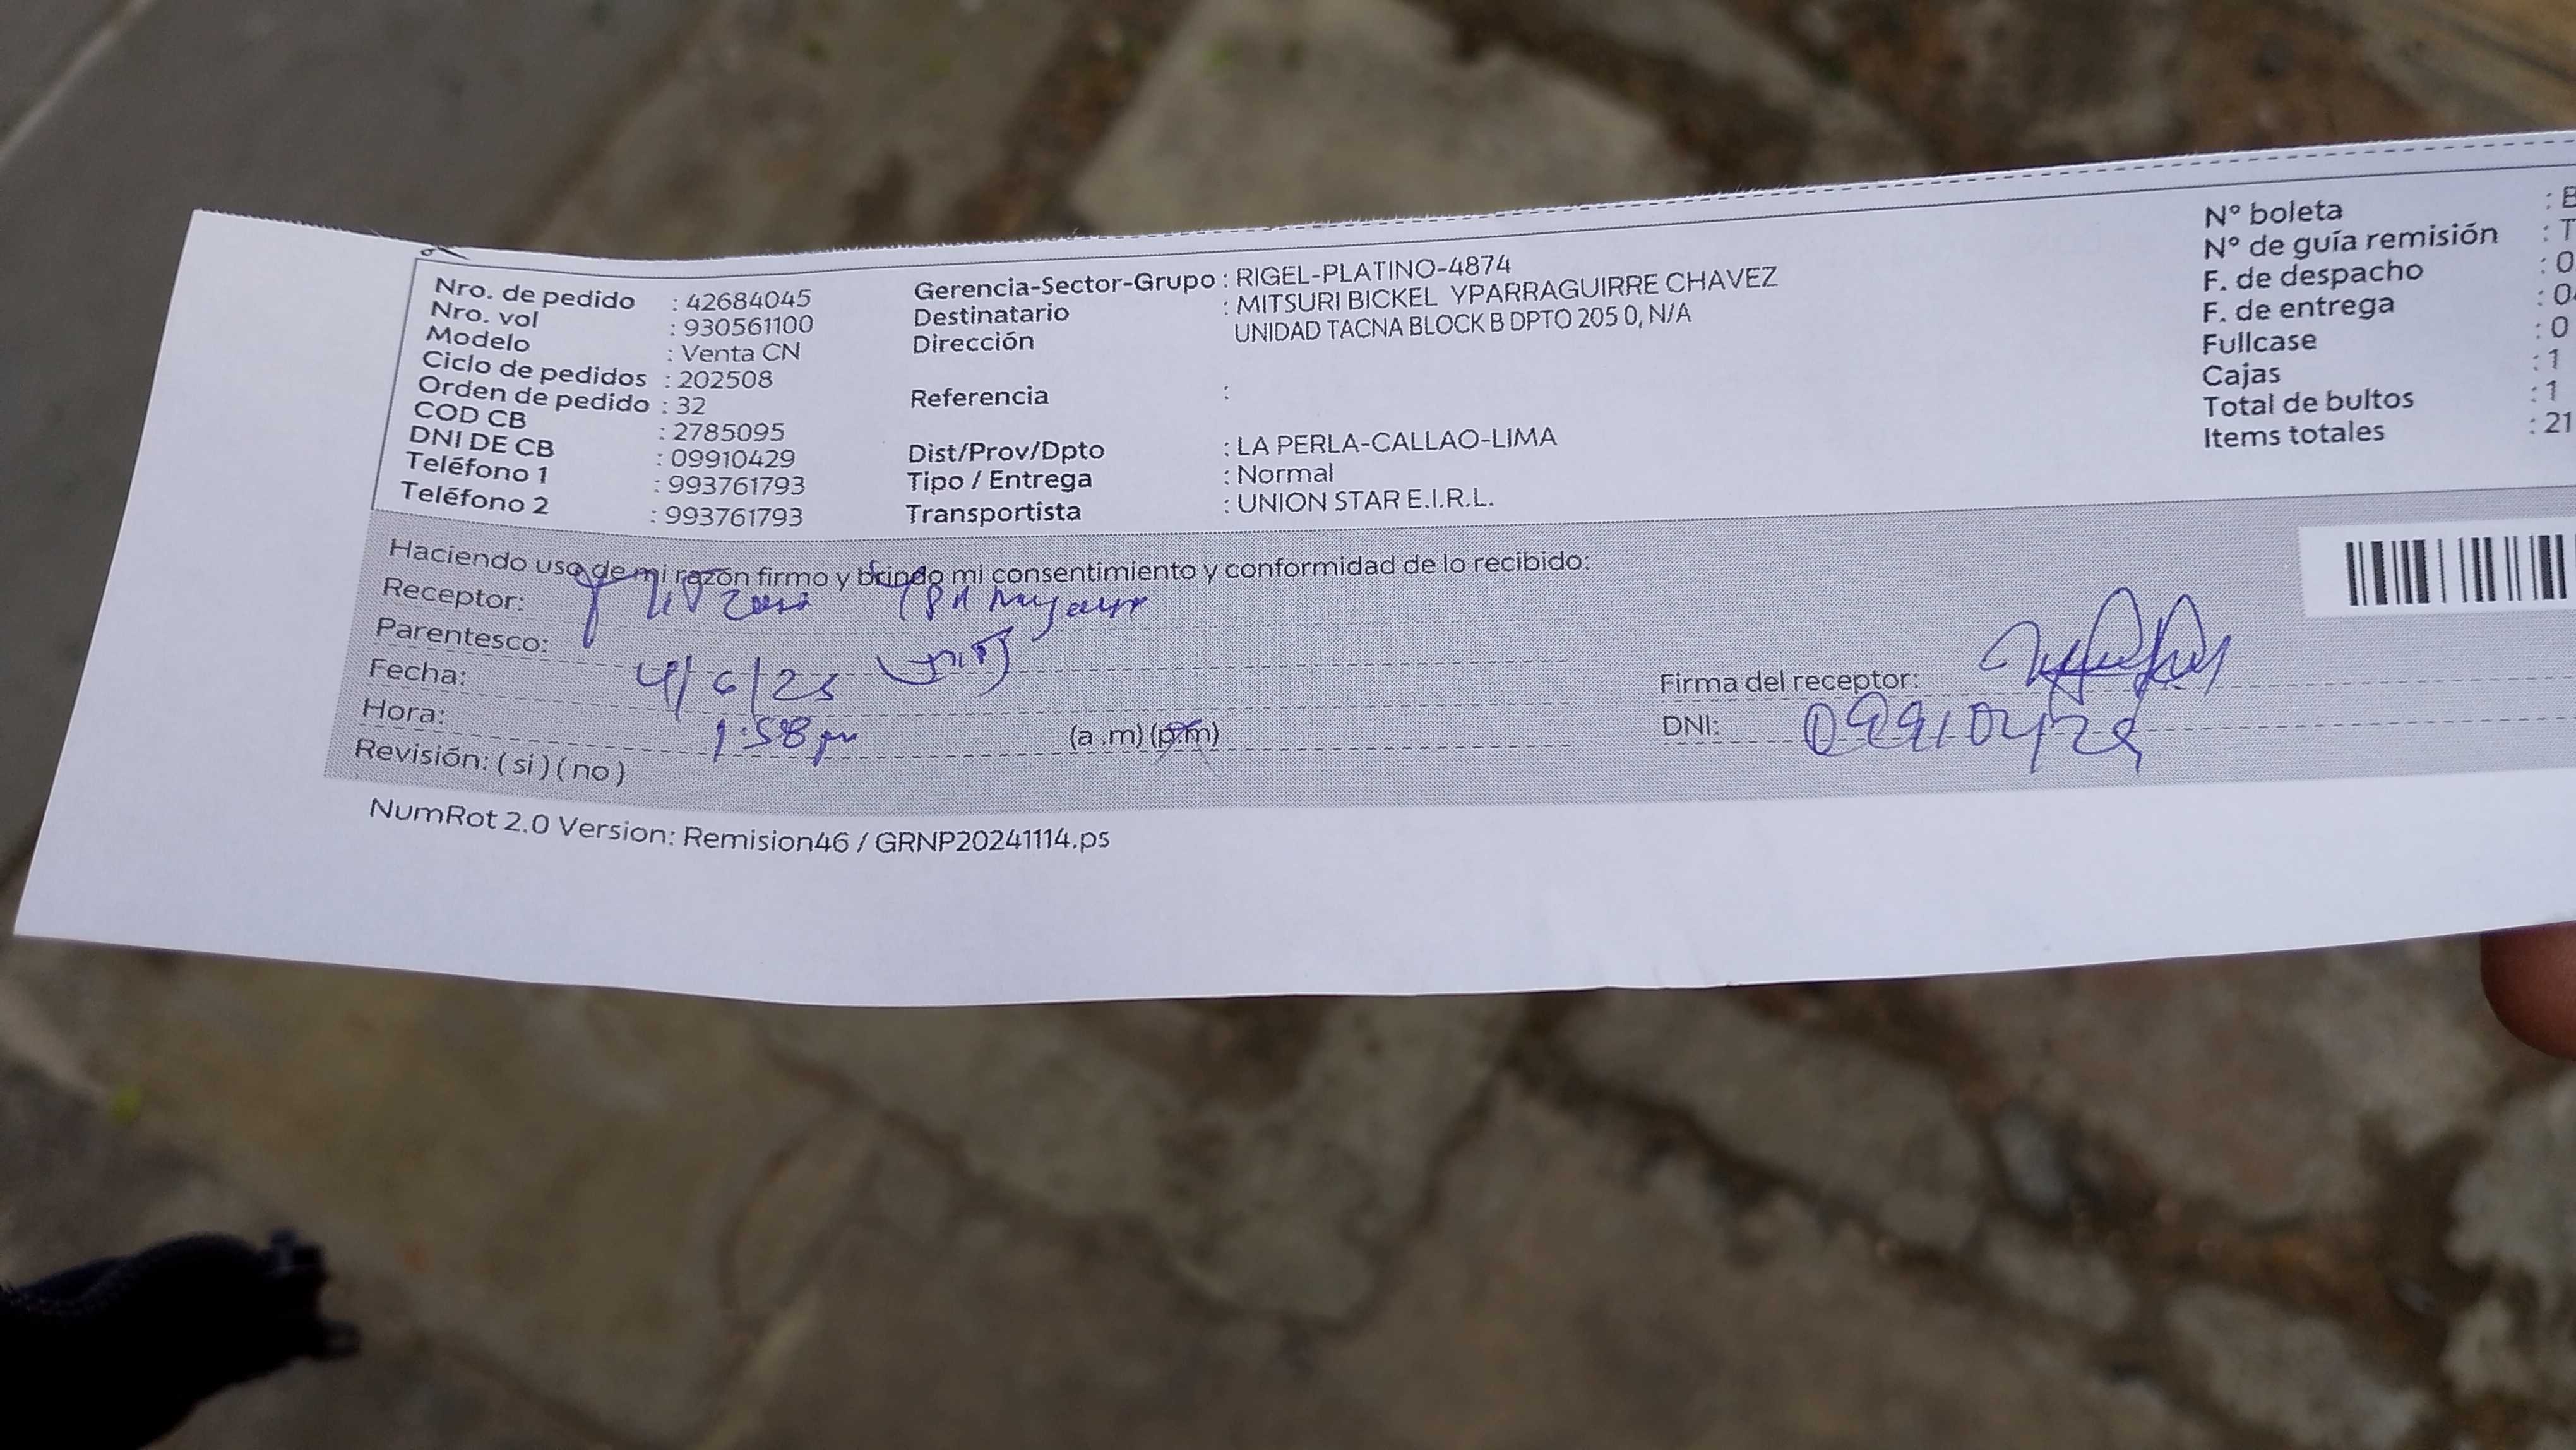 Nro. de pedido : 42684045
Nro. vol : 930561100
Modelo : Venta CN
Ciclo de pedidos : 202508
Orden de pedido : 32
COD CB : 2785095
DNI DE CB : 09910429
Teléfono 1 : 993761793
Teléfono 2 : 993761793
Gerencia-Sector-Grupo : RIGEL-PLATINO-4874
Destinatario : MITSURI BICKEL YPARRAGUIRRE CHAVEZ
Dirección UNIDAD TACNA BLOCK B DPTO 205 0, N/A
Referencia :
Dist/Prov/Dpto : LA PERLA-CALLAO-LIMA
Tipo / Entrega : Normal
Transportista : UNION STAR E.I.R.L.
N° boleta :
N° de guía remisión : T
F. de despacho : 0
F. de entrega : 0
Fullcase : 0
Cajas : 1
Total de bultos : 1
Items totales : 21
Haciendo uso de mi razón firmo y brindo mi consentimiento y conformidad de lo recibido:
Receptor:
Parentesco:
Fecha: 4/6/25
Hora: 1:58 pm (a .m) (p.m)
Revisión: ( si ) ( no )
Firma del receptor:
DNI: 09910429
NumRot 2.0 Version: Remision46 / GRNP20241114.ps